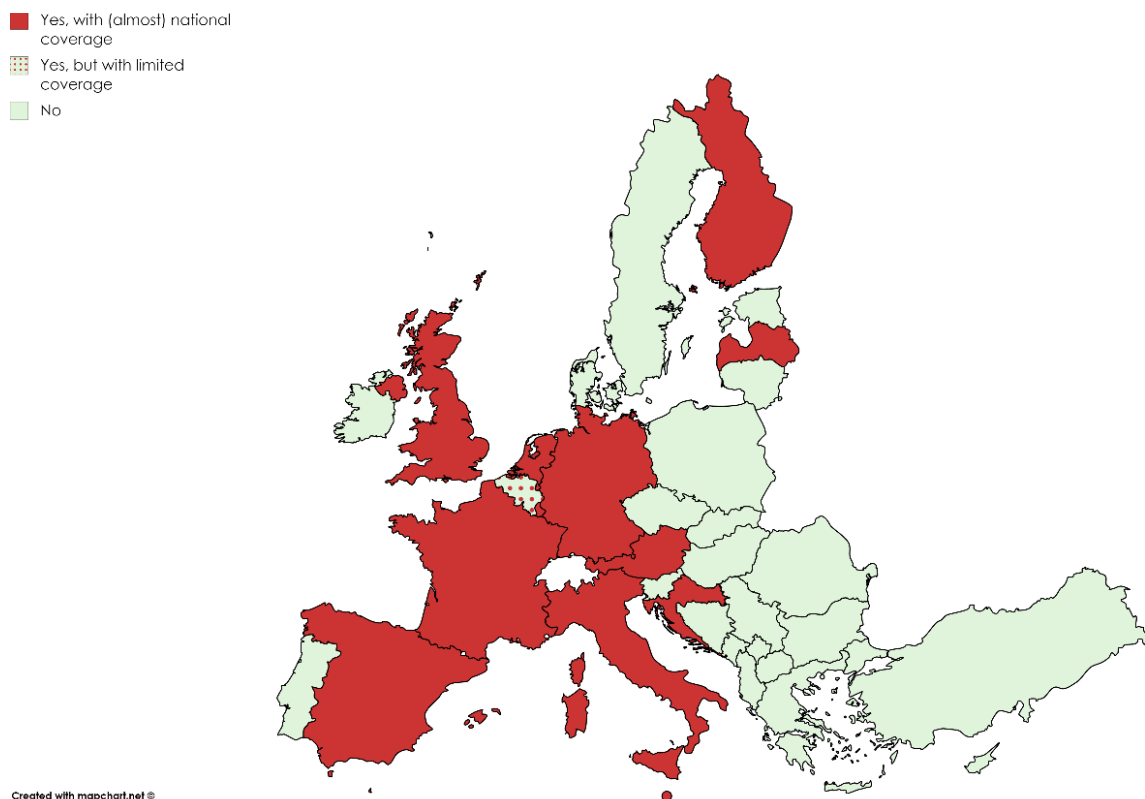 Yes, with (almost) national
coverage
Yes, but with limited
coverage
No
Created with mapchart.net ©